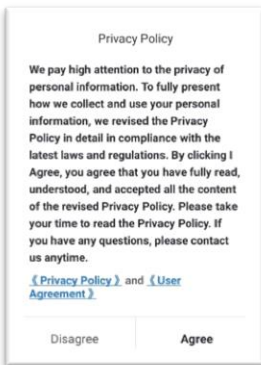 Privacy Policy
We pay high attention to the privacy of
personal information. To fully present
how we collect and use your personal
information, we revised the Privacy
Policy in detail in compliance with the
latest laws and regulations. By clicking I
Agree, you agree that you have fully read,
understood, and accepted all the content
of the revised Privacy Policy. Please take
your time to read the Privacy Policy. If
you have any questions, please contact
us anytime.
《 Privacy Policy 》 and 《 User
Agreement 》
Disagree
Agree